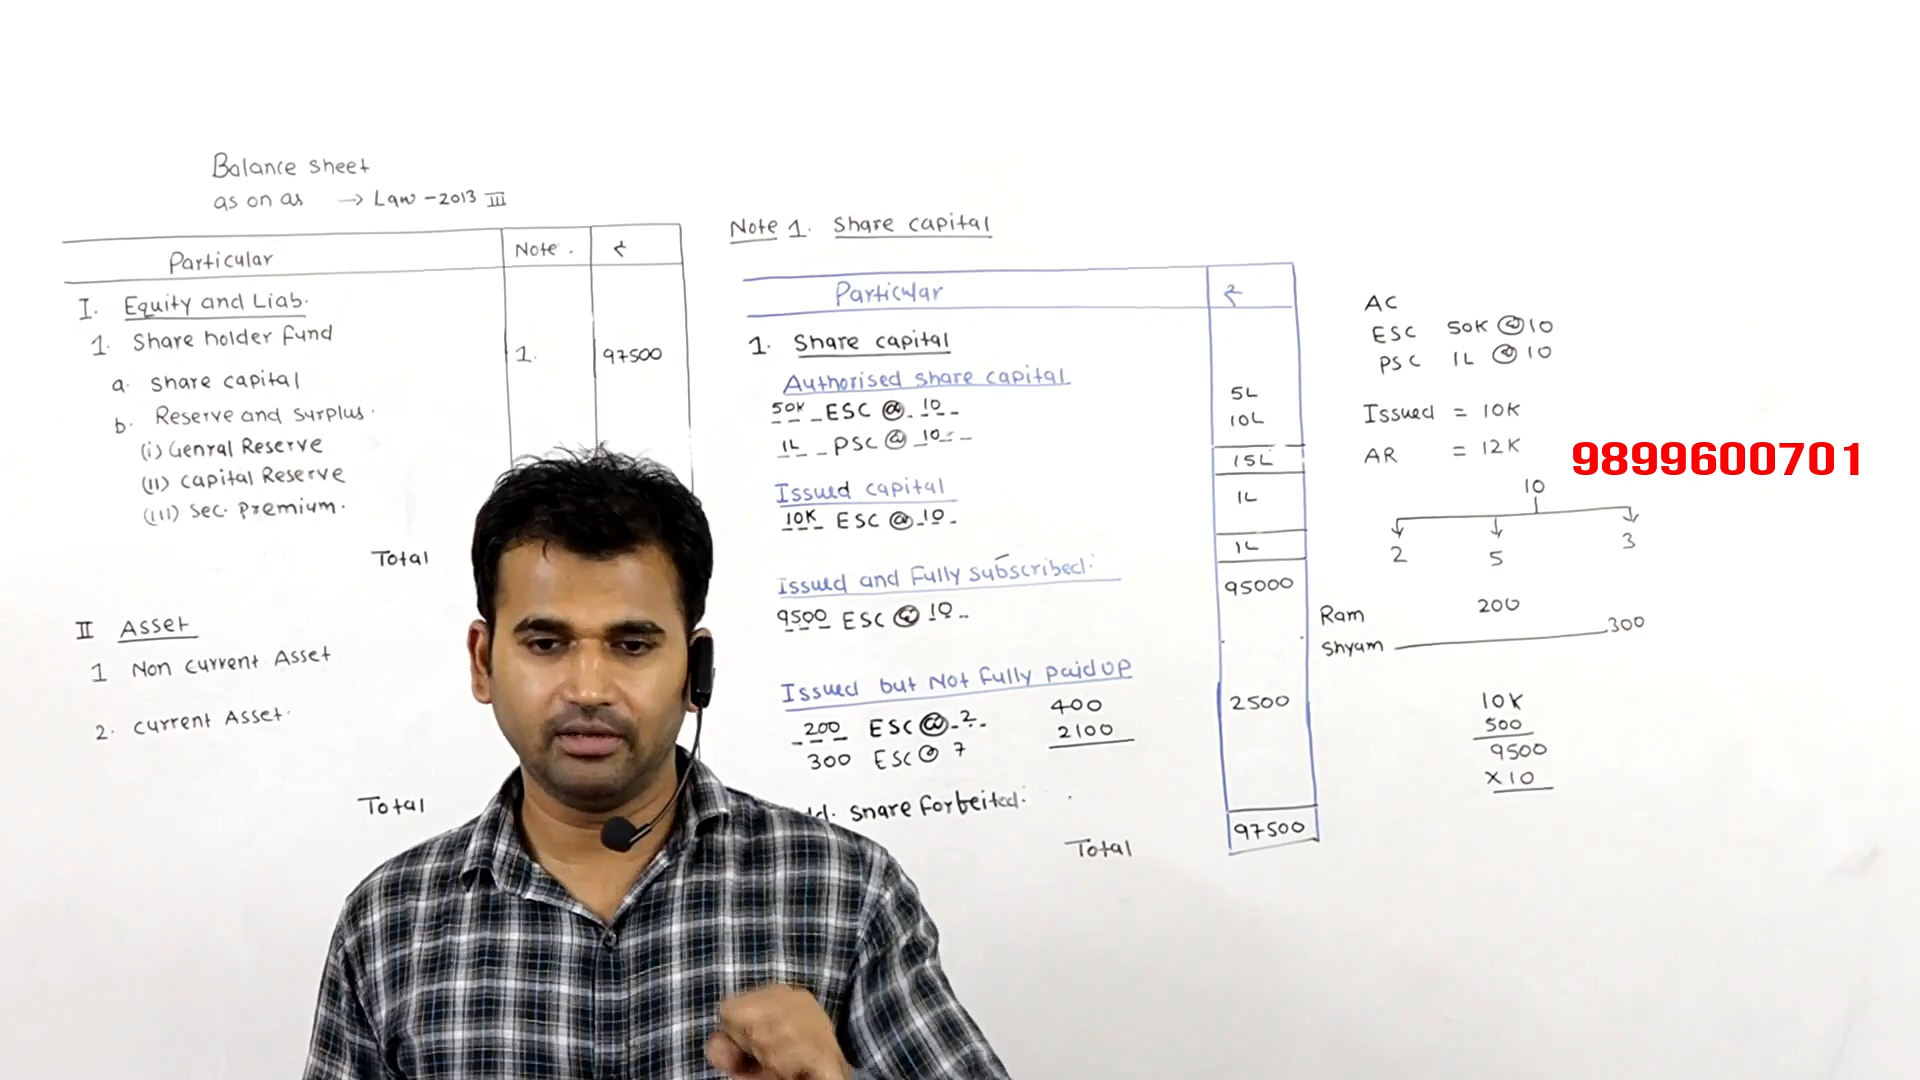 Balance sheet
as on as → Law-2013 III
Particular Note. ₹
I. Equity and Liab.
1. Share holder fund
1. 97500
a. Share capital
b. Reserve and surplus.
(i) Genral Reserve
(ii) Capital Reserve
(iii) Sec. Premium.
Total
II Asset
1 Non current Asset
2. current Asset.
Total
Note 1. Share capital
Particular ₹
1. Share capital
Authorised share capital
50K ESC @ 10 5L
1L PSC @ 10 10L
15L
Issued capital
10K ESC @ 10 1L
1L
Issued and Fully subscribed:
9500 ESC @ 10 95000
Issued but Not Fully paid up
200 ESC @ 2 400 2500
300 ESC @ 7 2100
share forbeited:
Total 97500
AC
ESC 50K @ 10
PSC 1L @ 10
Issued = 10K
AR = 12K
9899600701
10
2 5 3
Ram 200
Shyam 300
10K
500
9500
x10